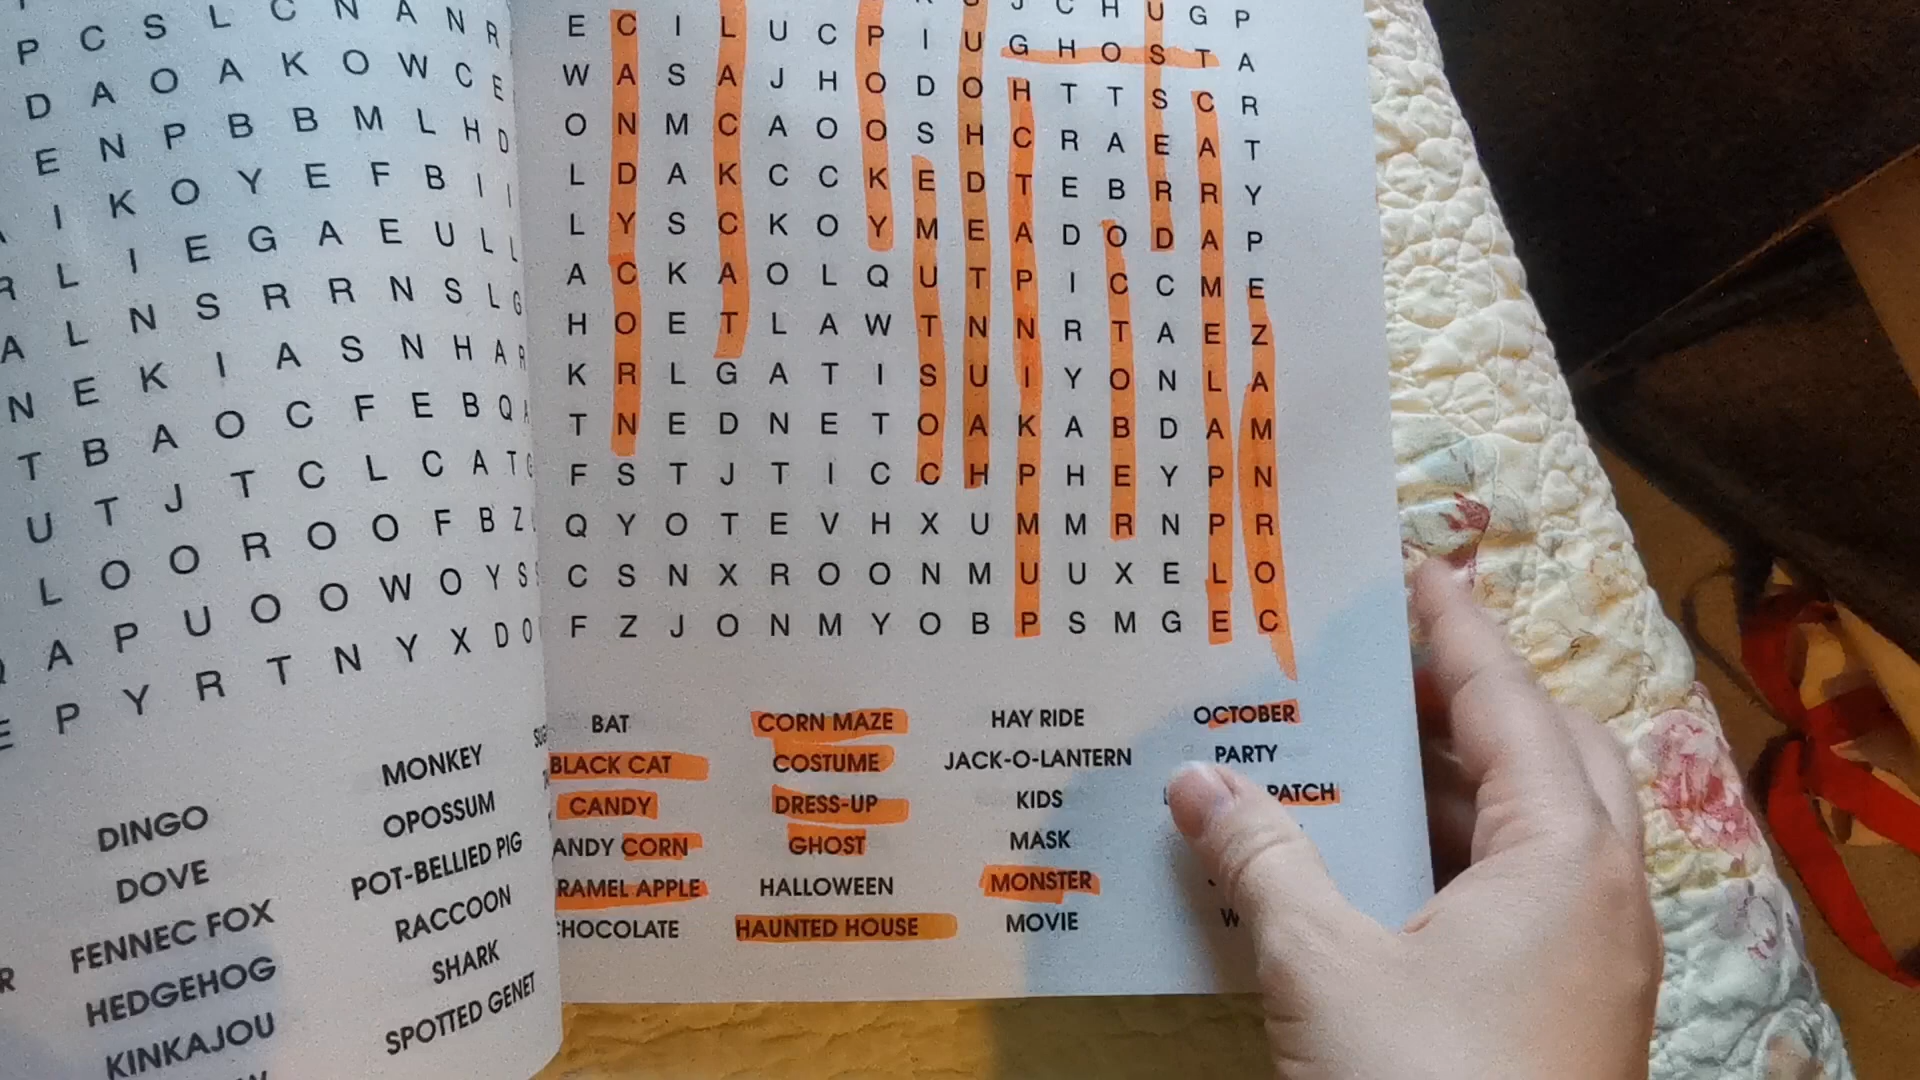 P C S L C N A N R
D A O A K O W C E
E N P B B M L H D
I K O Y E F B I I
R L I E G A E U L L
A L N S R R N S L G
N E K I A S N H A R
T B A O C F E B Q
U T J T C L C A T
L O O R O O F B Z
A P U O O W O Y S
E P Y R T N Y X D O
MONKEY
DINGO OPOSSUM
DOVE POT-BELLIED PIG
FENNEC FOX RACCOON
HEDGEHOG SHARK
KINKAJOU SPOTTED GENET
E C I L U C P I U G H O S T A
W A S A J H O D O H T T S C R
O N M C A O O S H C R A E A T
L D A K C C K E D T E B R R Y
L Y S C K O Y M E A D O D A P
A C K A O L Q U T P I C C M E
H O E T L A W T N N R T A E Z
K R L G A T I S U I Y O N L A
T N E D N E T O A K A B D A M
F S T J T I C C H P H E Y P N
Q Y O T E V H X U M M R N P R
C S N X R O O N M U U X E L O
F Z J O N M Y O B P S M G E C
BAT CORN MAZE HAY RIDE OCTOBER
BLACK CAT COSTUME JACK-O-LANTERN PARTY
CANDY DRESS-UP KIDS PATCH
ANDY CORN GHOST MASK
RAMEL APPLE HALLOWEEN MONSTER
HOCOLATE HAUNTED HOUSE MOVIE